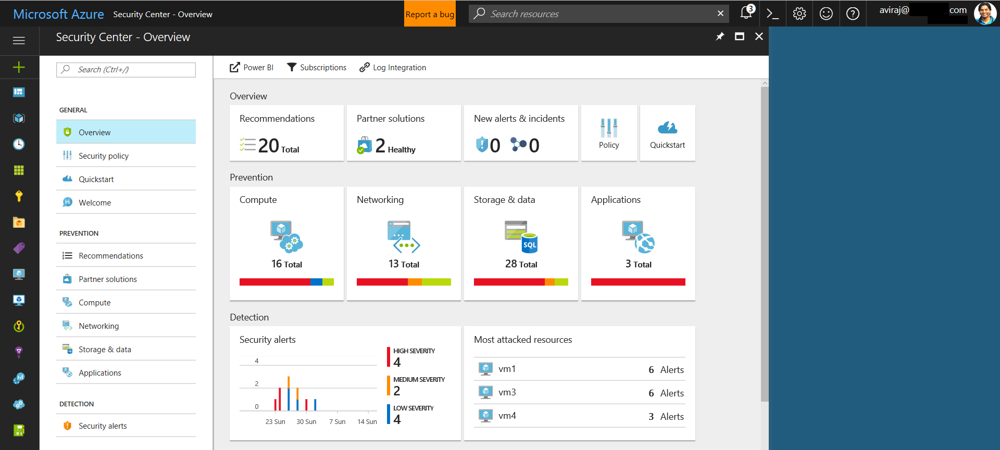 Microsoft Azure Security Center - Overview
Report a bug
Search resources
3
aviraj@
com
Security Center - Overview
Search (Ctrl+/)
GENERAL
Overview
Security policy
Quickstart
Hi
Welcome
PREVENTION
Recommendations
Partner solutions
Compute
Networking
Storage & data
Applications
DETECTION
Security alerts
Power BI
Subscriptions
Log Integration
Overview
Recommendations
20 Total
Partner solutions
2 Healthy
New alerts & incidents
0
0
Policy
Quickstart
Prevention
Compute
16 Total
Networking
13 Total
Storage & data
SQL
28 Total
Applications
3 Total
Detection
Security alerts
4
2
0
23 Sun 30 Sun 7 Sun 14 Sun
HIGH SEVERITY
4
MEDIUM SEVERITY
2
LOW SEVERITY
4
Most attacked resources
vm1 6 Alerts
vm3 6 Alerts
vm4 3 Alerts